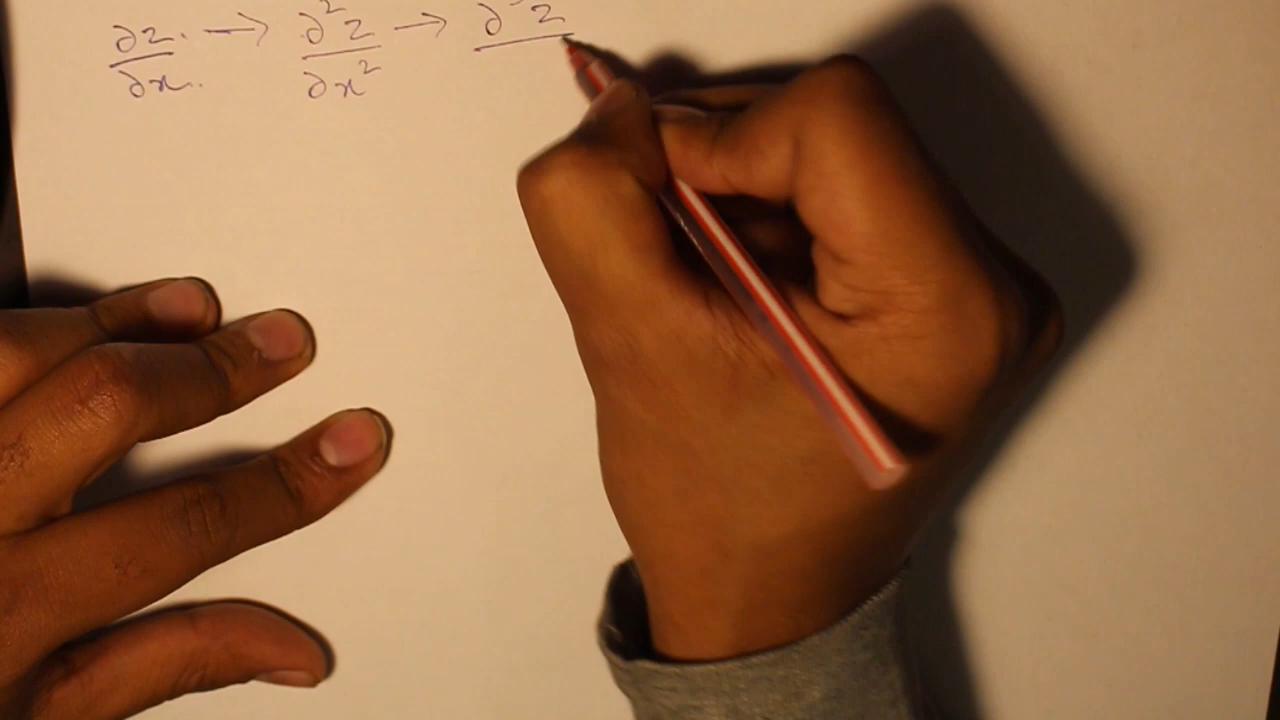 ∂z → ∂²z → ∂ z
∂x ∂x²